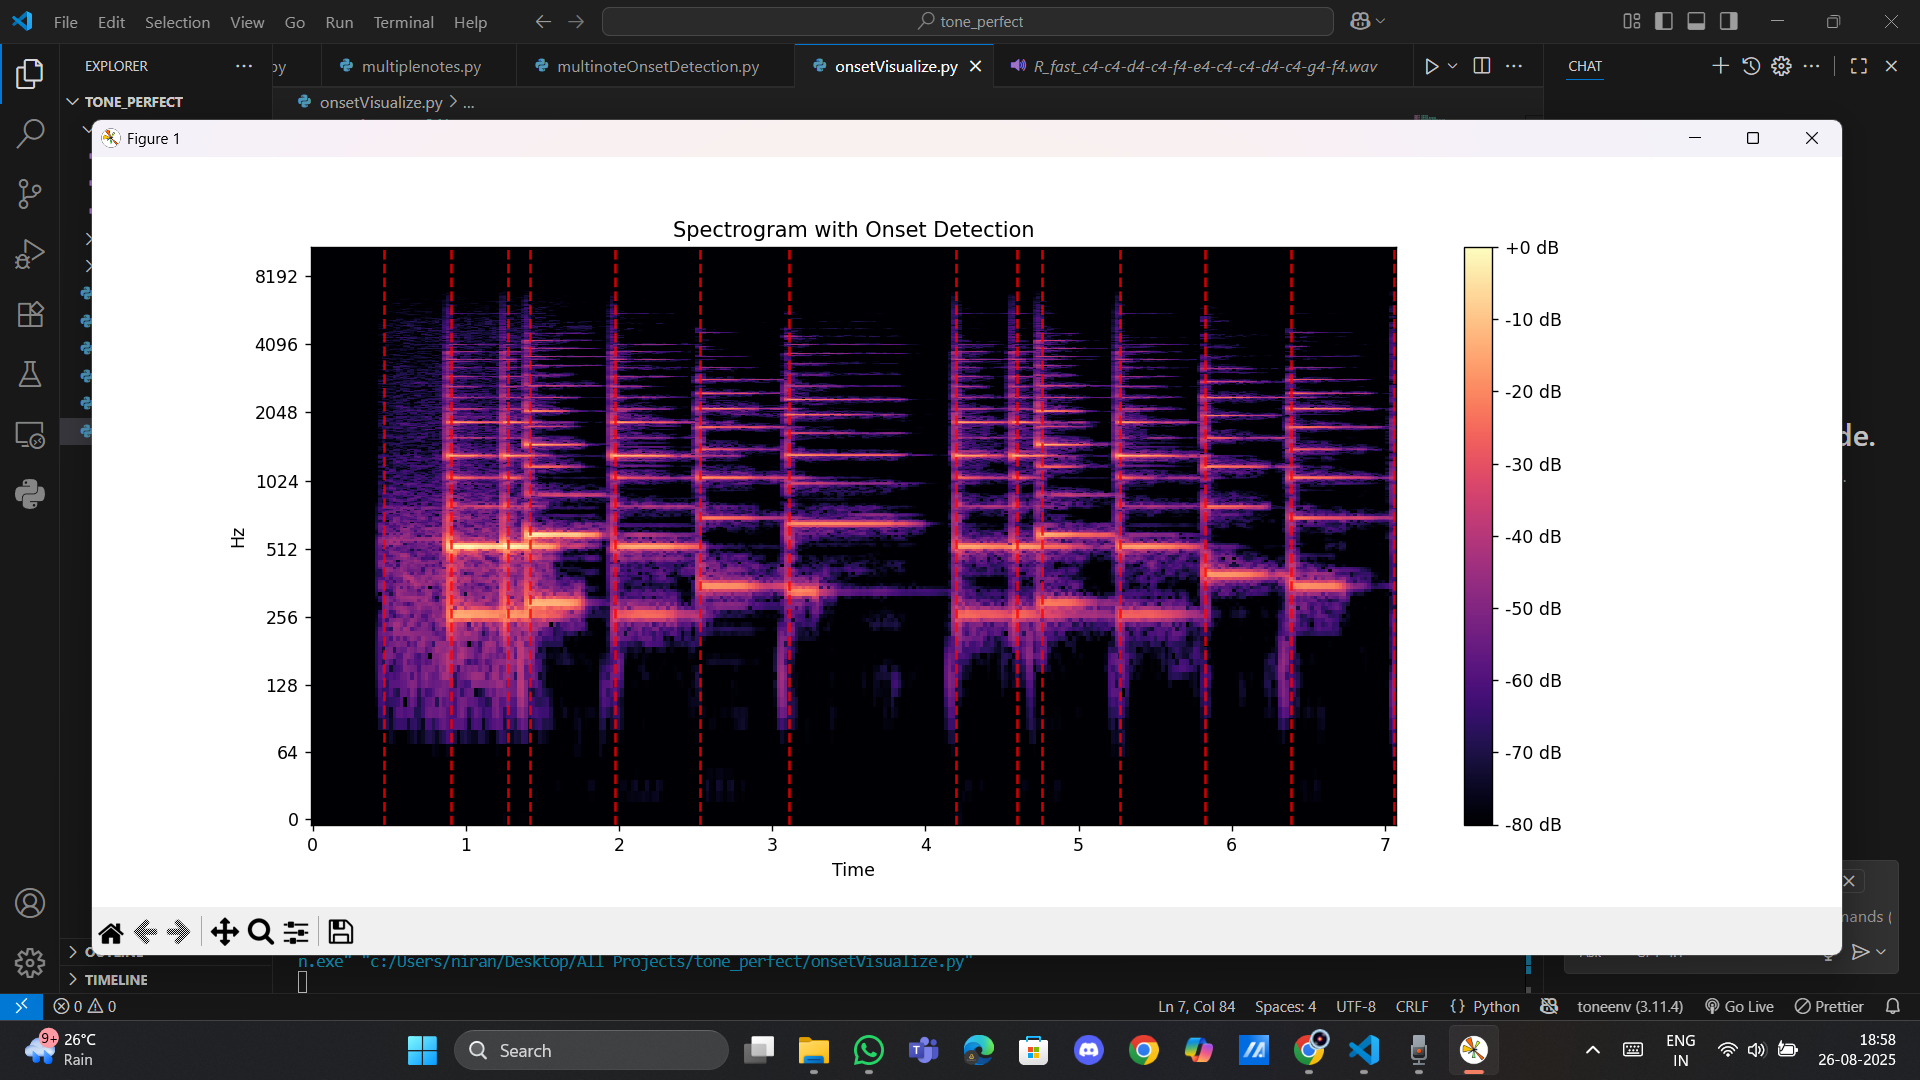 File Edit Selection View Go Run Terminal Help
tone_perfect
EXPLORER
py
multiplenotes.py
multinoteOnsetDetection.py
onsetVisualize.py
R_fast_c4-c4-d4-c4-f4-e4-c4-c4-d4-c4-g4-f4.wav
CHAT
TONE_PERFECT
onsetVisualize.py > ...
Figure 1
Spectrogram with Onset Detection
8192
4096
2048
1024
512
256
128
64
0
Hz
0 1 2 3 4 5 6 7
Time
+0 dB
-10 dB
-20 dB
-30 dB
-40 dB
-50 dB
-60 dB
-70 dB
-80 dB
de.
mands (
OUTLINE
n.exe" "c:/Users/niran/Desktop/All Projects/tone_perfect/onsetVisualize.py"
TIMELINE
0 0
Ln 7, Col 84 Spaces: 4 UTF-8 CRLF {} Python toneenv (3.11.4) Go Live Prettier
9+
26°C
Rain
Search
ENG
IN
18:58
26-08-2025